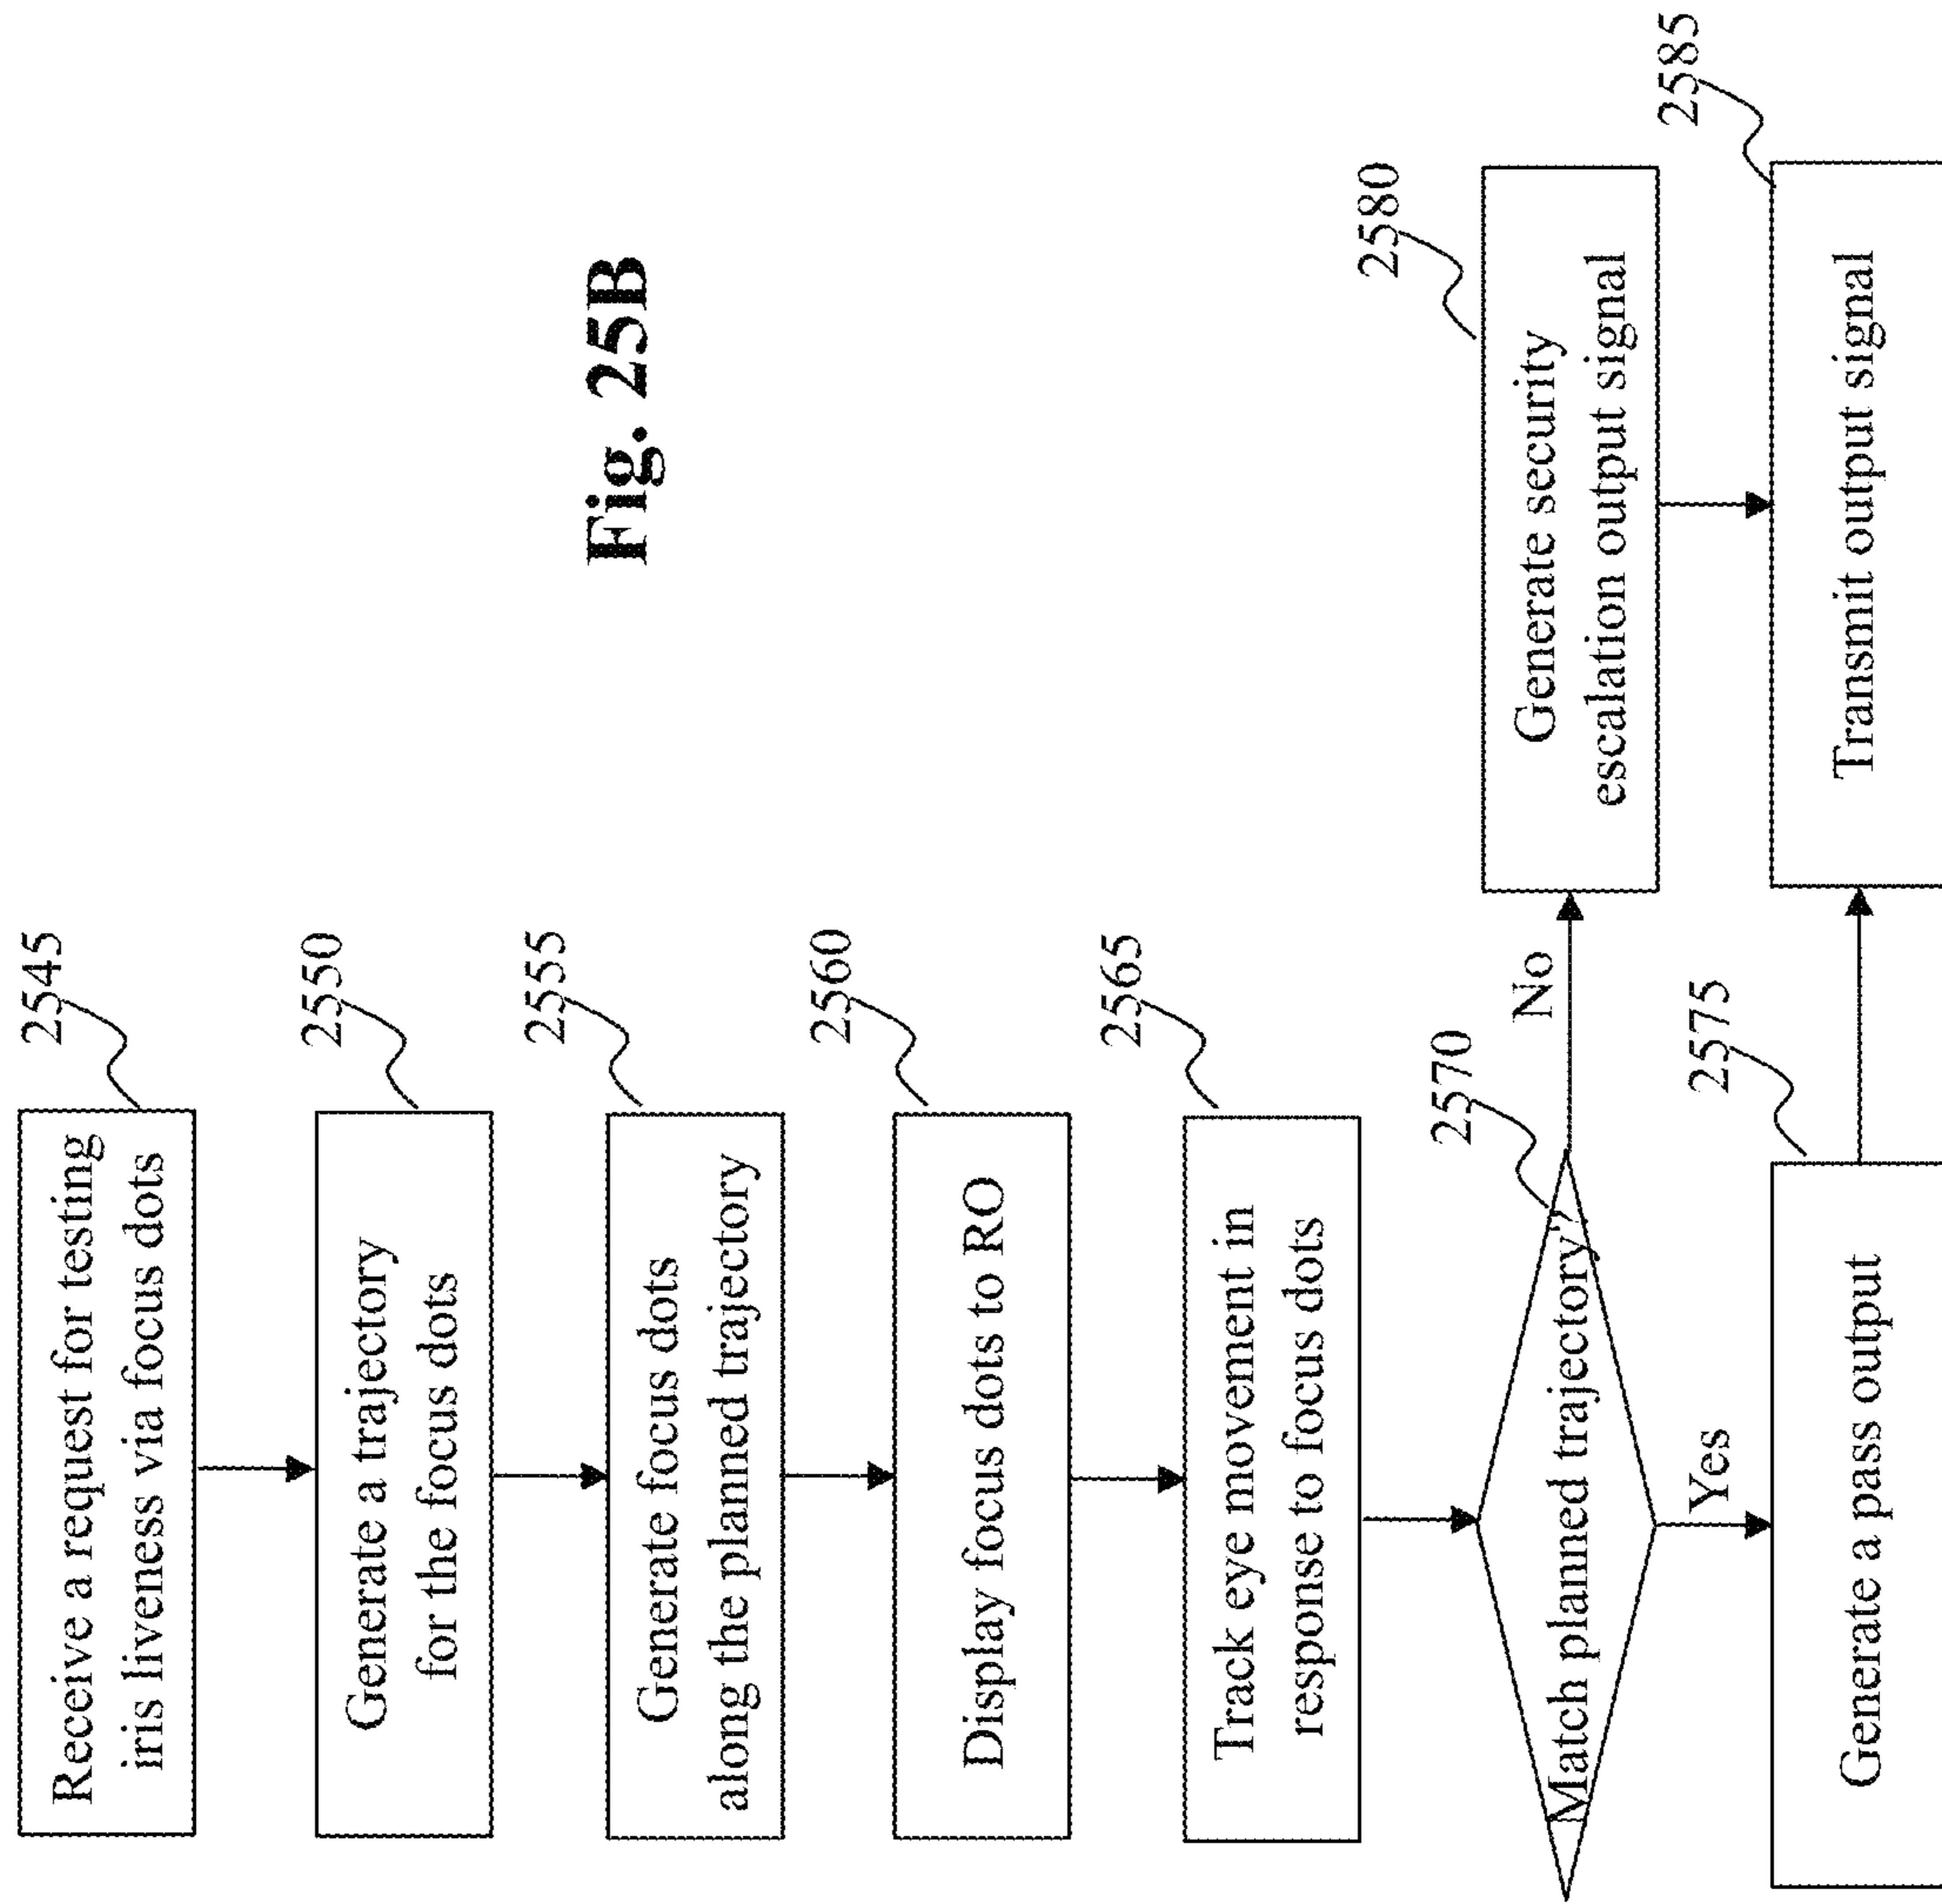 2545
Receive a request for testing
iris liveness via focus dots
2550
Generate a trajectory
for the focus dots
2555
Generate focus dots
along the planned trajectory
2560
Display focus dots to RO
2565
Track eye movement in
response to focus dots
2570
Match planned trajectory?
No
2580
Generate security
escalation output signal
Yes
2575
Generate a pass output
2585
Transmit output signal
Fig. 25B